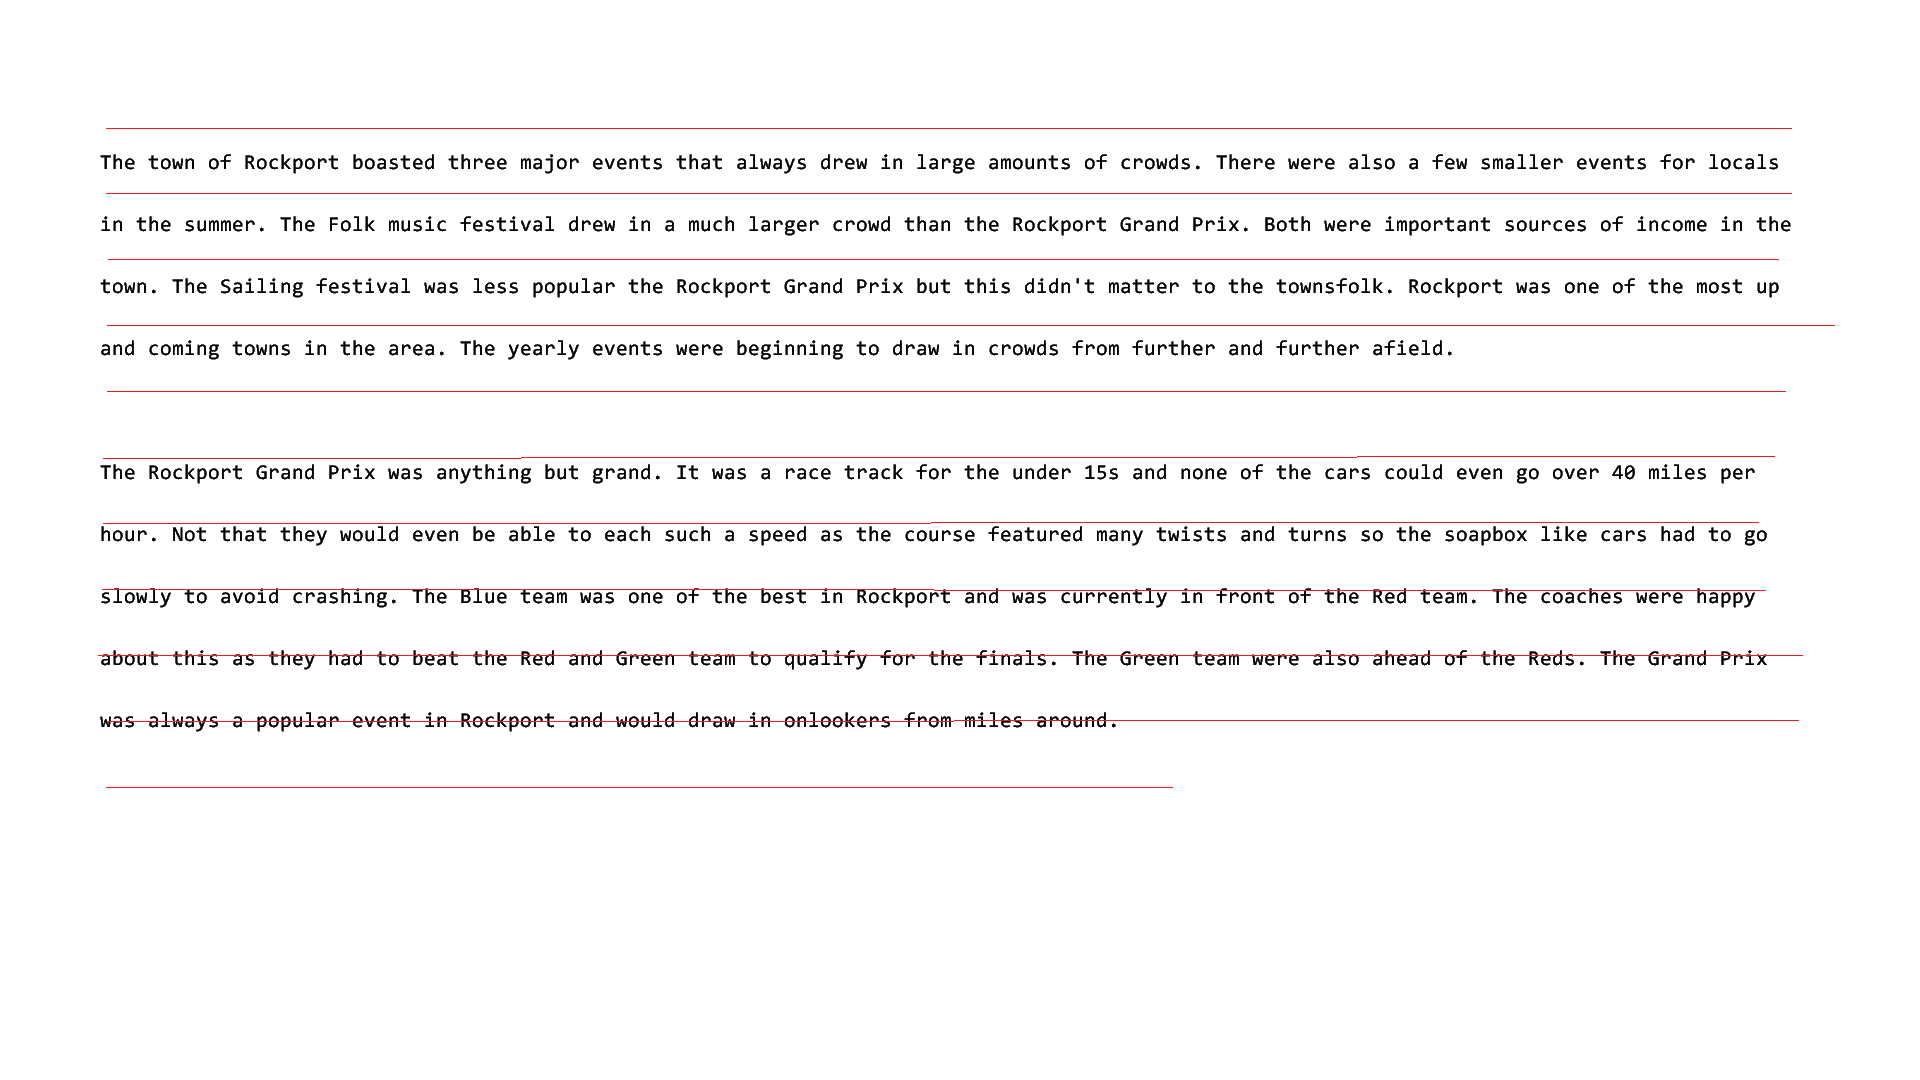 The town of Rockport boasted three major events that always drew in large amounts of crowds. There were also a few smaller events for locals
in the summer. The Folk music festival drew in a much larger crowd than the Rockport Grand Prix. Both were important sources of income in the
town. The Sailing festival was less popular the Rockport Grand Prix but this didn't matter to the townsfolk. Rockport was one of the most up
and coming towns in the area. The yearly events were beginning to draw in crowds from further and further afield.
The Rockport Grand Prix was anything but grand. It was a race track for the under 15s and none of the cars could even go over 40 miles per
hour. Not that they would even be able to each such a speed as the course featured many twists and turns so the soapbox like cars had to go
slowly to avoid crashing. The Blue team was one of the best in Rockport and was currently in front of the Red team. The coaches were happy
about this as they had to beat the Red and Green team to qualify for the finals. The Green team were also ahead of the Reds. The Grand Prix
was always a popular event in Rockport and would draw in onlookers from miles around.